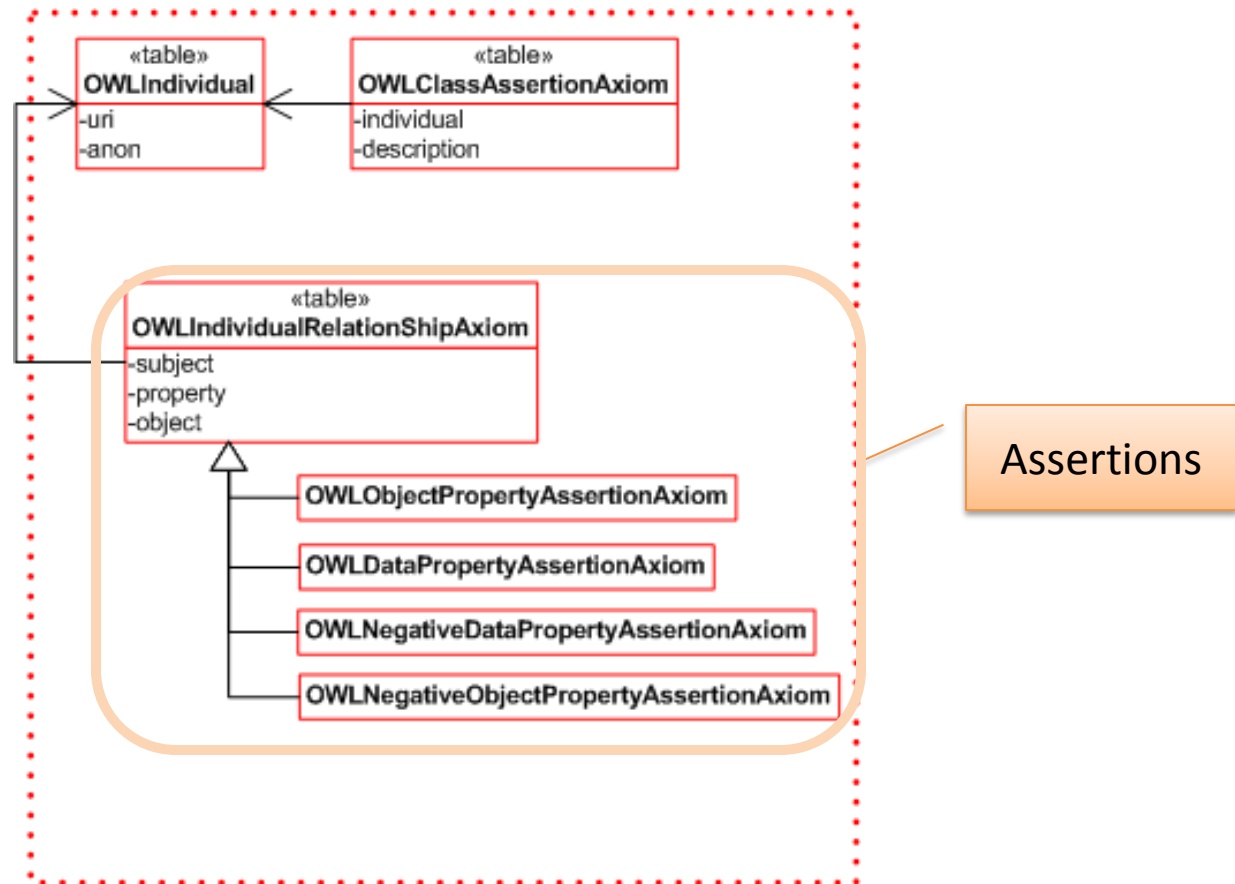 «table»
OWLIndividual
-uri
-anon
«table»
OWLClassAssertionAxiom
-individual
-description
«table»
OWLIndividualRelationShipAxiom
-subject
-property
-object
OWLObjectPropertyAssertionAxiom
OWLDataPropertyAssertionAxiom
OWLNegativeDataPropertyAssertionAxiom
OWLNegativeObjectPropertyAssertionAxiom
Assertions